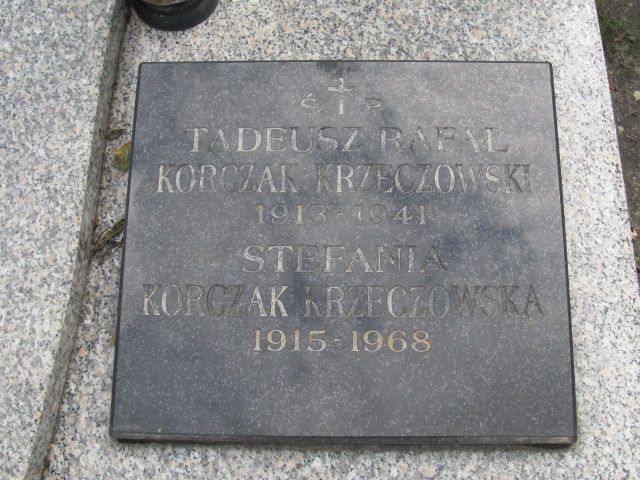 Ś P
TADEUSZ RAFAŁ
KORCZAK KRZECZOWSKI
1913-1941
STEFANIA
KORCZAK KRZECZOWSKA
1915-1968